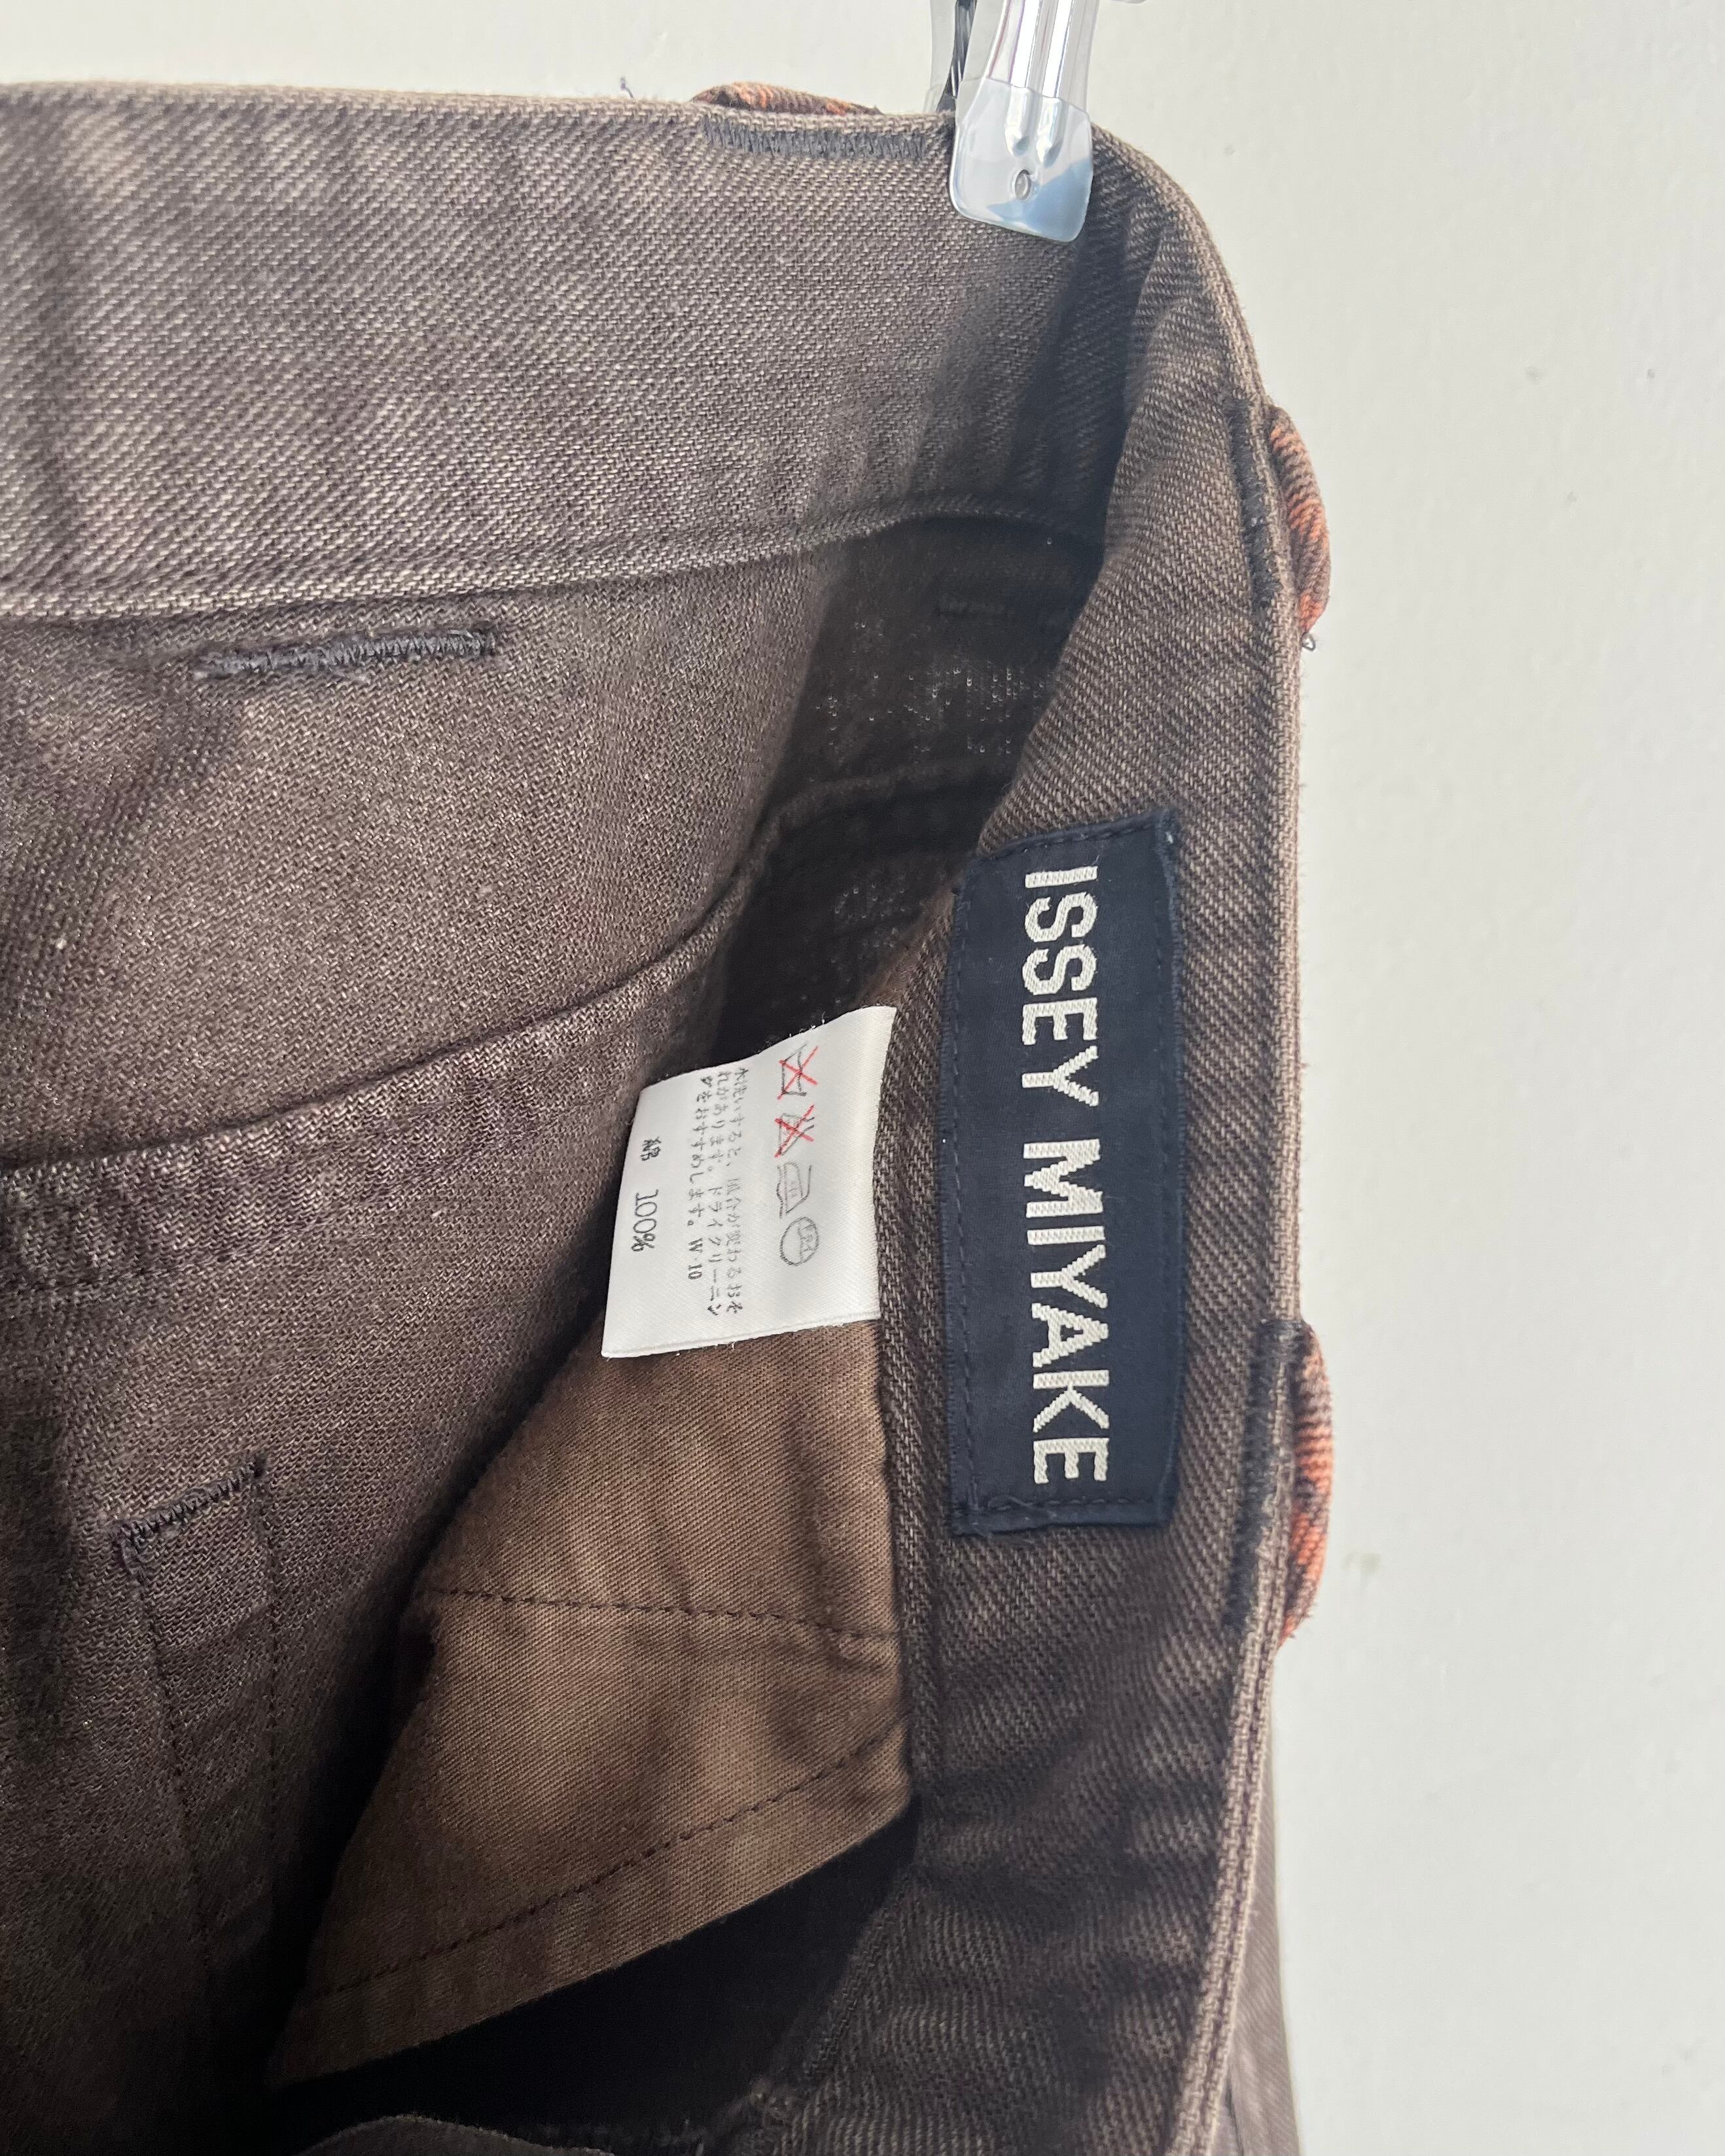 ISSEY MIYAKE
水洗いすると、風合が変わるおそ
れがあります。ドライクリーニン
グをおすすめします。W-10
綿 100%